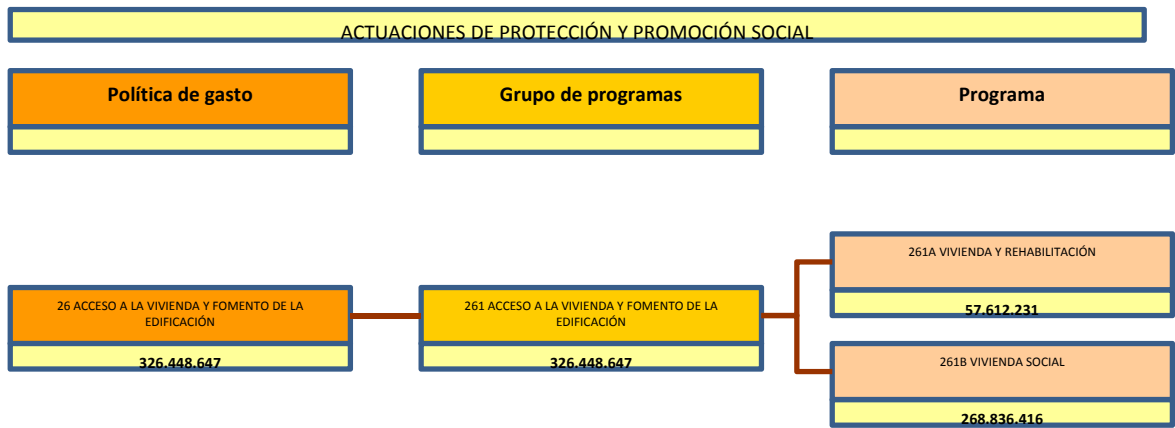 ACTUACIONES DE PROTECCIÓN Y PROMOCIÓN SOCIAL
Política de gasto
Grupo de programas
Programa
26 ACCESO A LA VIVIENDA Y FOMENTO DE LA
EDIFICACIÓN
326.448.647
261 ACCESO A LA VIVIENDA Y FOMENTO DE LA
EDIFICACIÓN
326.448.647
261A VIVIENDA Y REHABILITACIÓN
57.612.231
261B VIVIENDA SOCIAL
268.836.416